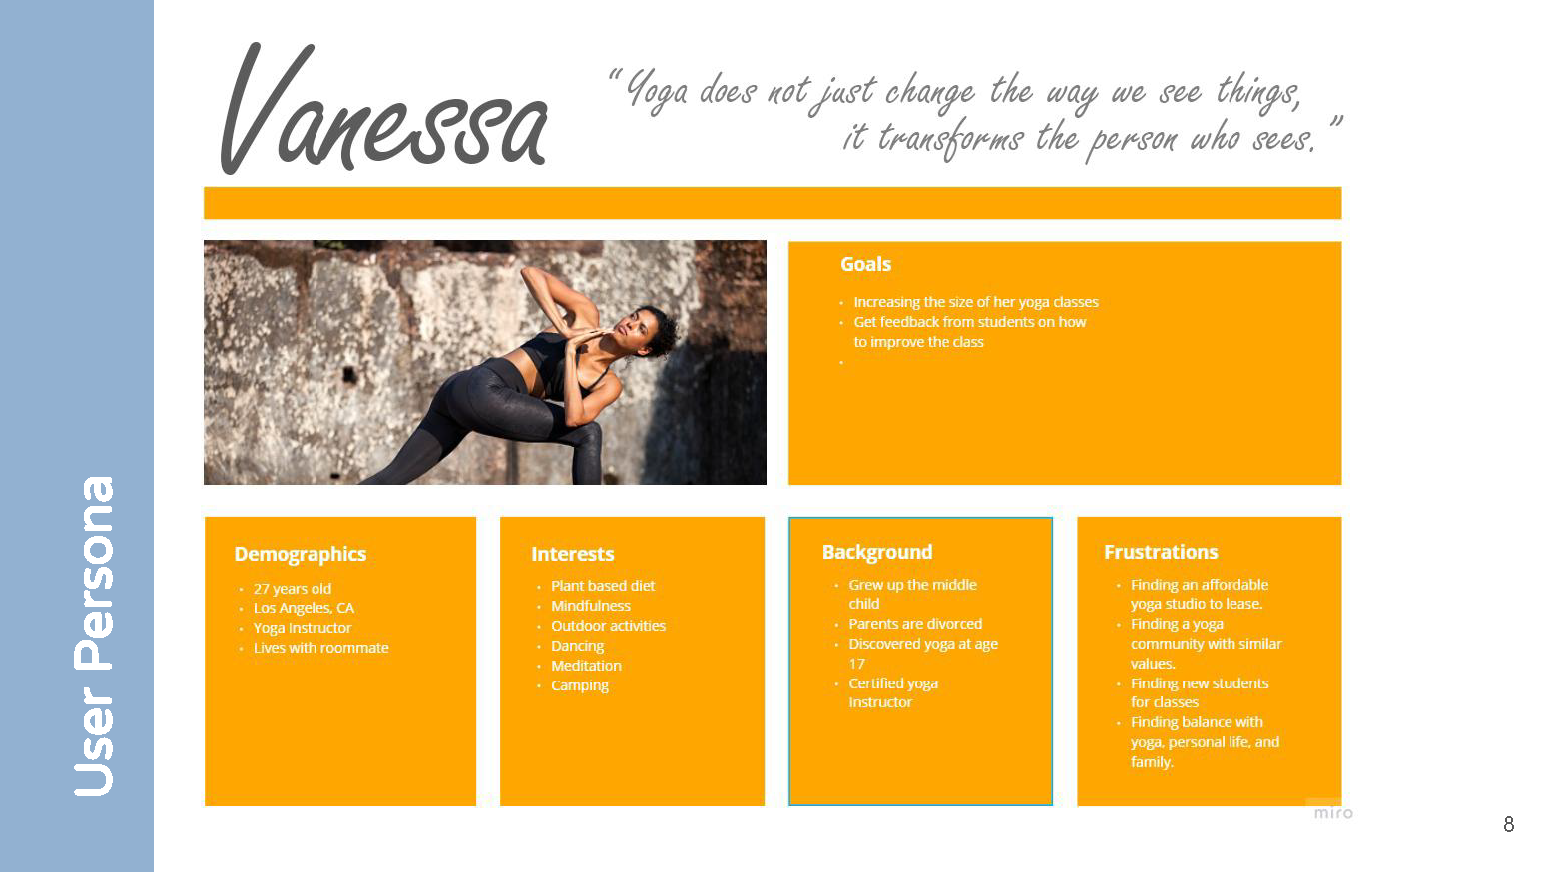 Vanessa
“Yoga does not just change the way we see things,
it transforms the person who sees.”
Goals
• Increasing the size of her yoga classes
• Get feedback from students on how
to improve the class
•
Demographics
• 27 years old
• Los Angeles, CA
• Yoga Instructor
• Lives with roommate
Interests
• Plant based diet
• Mindfulness
• Outdoor activities
• Dancing
• Meditation
• Camping
Background
• Grew up the middle
child
• Parents are divorced
• Discovered yoga at age
17
• Certified yoga
Instructor
Frustrations
• Finding an affordable
yoga studio to lease.
• Finding a yoga
community with similar
values.
• Finding new students
for classes
• Finding balance with
yoga, personal life, and
family.
User Persona
miro
8